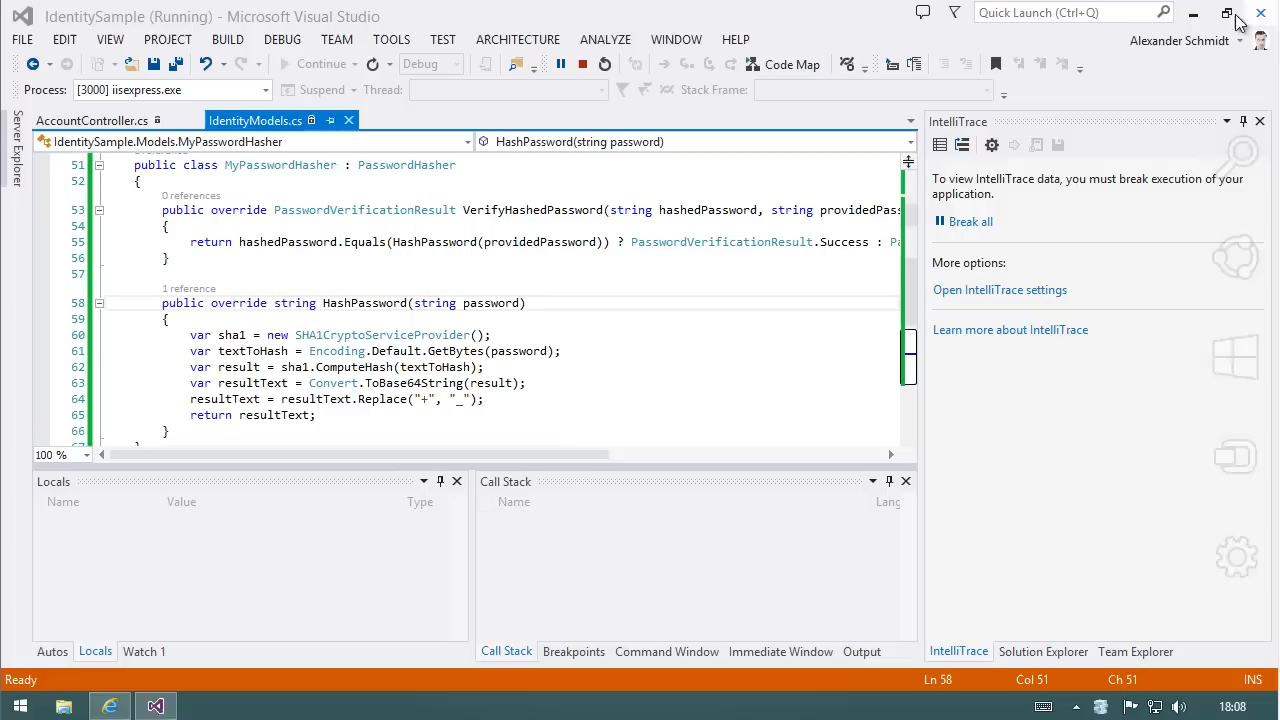 IdentitySample (Running) - Microsoft Visual Studio
Quick Launch (Ctrl+Q)
FILE EDIT VIEW PROJECT BUILD DEBUG TEAM TOOLS TEST ARCHITECTURE ANALYZE WINDOW HELP
Alexander Schmidt
Continue Debug Code Map
Process: [3000] iisexpress.exe Suspend Thread: Stack Frame:
Server Explorer
AccountController.cs IdentityModels.cs
IdentitySample.Models.MyPasswordHasher HashPassword(string password)
51 public class MyPasswordHasher : PasswordHasher
52 {
0 references
53 public override PasswordVerificationResult VerifyHashedPassword(string hashedPassword, string providedPass
54 {
55 return hashedPassword.Equals(HashPassword(providedPassword)) ? PasswordVerificationResult.Success : Pa
56 }
57
1 reference
58 public override string HashPassword(string password)
59 {
60 var sha1 = new SHA1CryptoServiceProvider();
61 var textToHash = Encoding.Default.GetBytes(password);
62 var result = sha1.ComputeHash(textToHash);
63 var resultText = Convert.ToBase64String(result);
64 resultText = resultText.Replace("+", "_");
65 return resultText;
66 }
67 }
100 %
IntelliTrace
To view IntelliTrace data, you must break execution of your
application.
Break all
More options:
Open IntelliTrace settings
Learn more about IntelliTrace
Locals
Name Value Type
Call Stack
Name Lang
Autos Locals Watch 1
Call Stack Breakpoints Command Window Immediate Window Output
IntelliTrace Solution Explorer Team Explorer
Ready Ln 58 Col 51 Ch 51 INS
18:08